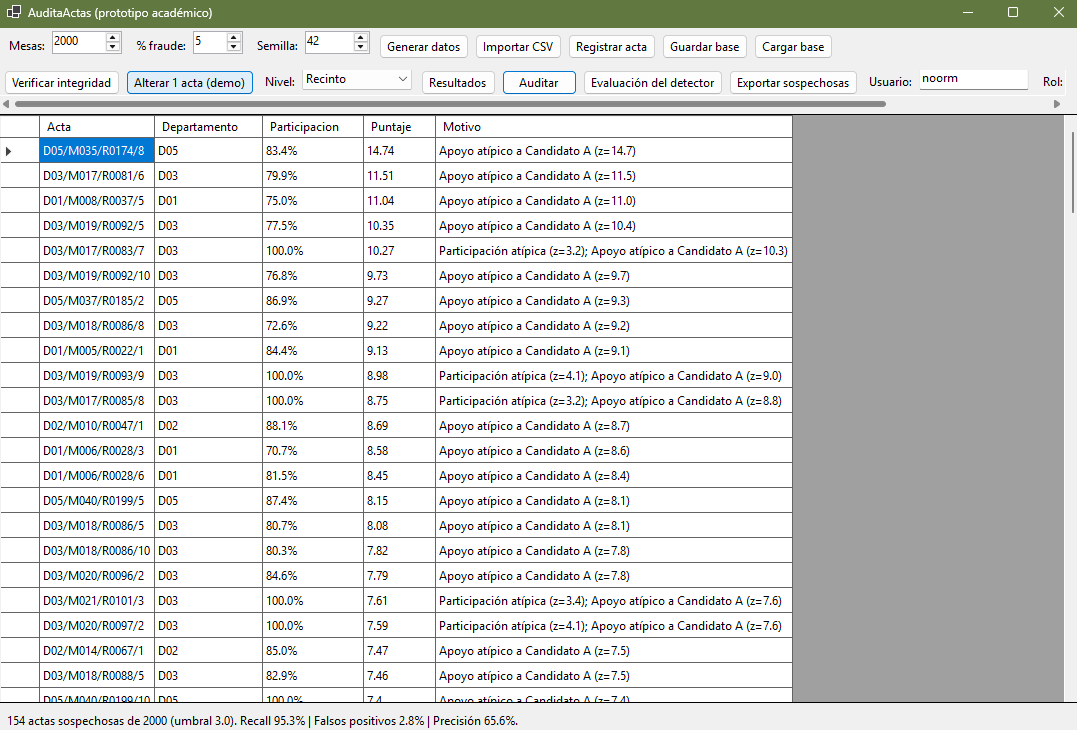 AuditaActas (prototipo académico)
Mesas: 2000 % fraude: 5 Semilla: 42 Generar datos Importar CSV Registrar acta Guardar base Cargar base
Verificar integridad Alterar 1 acta (demo) Nivel: Recinto Resultados Auditar Evaluación del detector Exportar sospechosas Usuario: noorm Rol:
Acta Departamento Participacion Puntaje Motivo
D05/M035/R0174/8 D05 83.4% 14.74 Apoyo atípico a Candidato A (z=14.7)
D03/M017/R0081/6 D03 79.9% 11.51 Apoyo atípico a Candidato A (z=11.5)
D01/M008/R0037/5 D01 75.0% 11.04 Apoyo atípico a Candidato A (z=11.0)
D03/M019/R0092/5 D03 77.5% 10.35 Apoyo atípico a Candidato A (z=10.4)
D03/M017/R0083/7 D03 100.0% 10.27 Participación atípica (z=3.2); Apoyo atípico a Candidato A (z=10.3)
D03/M019/R0092/10 D03 76.8% 9.73 Apoyo atípico a Candidato A (z=9.7)
D05/M037/R0185/2 D05 86.9% 9.27 Apoyo atípico a Candidato A (z=9.3)
D03/M018/R0086/8 D03 72.6% 9.22 Apoyo atípico a Candidato A (z=9.2)
D01/M005/R0022/1 D01 84.4% 9.13 Apoyo atípico a Candidato A (z=9.1)
D03/M019/R0093/9 D03 100.0% 8.98 Participación atípica (z=4.1); Apoyo atípico a Candidato A (z=9.0)
D03/M017/R0085/8 D03 100.0% 8.75 Participación atípica (z=3.2); Apoyo atípico a Candidato A (z=8.8)
D02/M010/R0047/1 D02 88.1% 8.69 Apoyo atípico a Candidato A (z=8.7)
D01/M006/R0028/3 D01 70.7% 8.58 Apoyo atípico a Candidato A (z=8.6)
D01/M006/R0028/6 D01 81.5% 8.45 Apoyo atípico a Candidato A (z=8.4)
D05/M040/R0199/5 D05 87.4% 8.15 Apoyo atípico a Candidato A (z=8.1)
D03/M018/R0086/5 D03 80.7% 8.08 Apoyo atípico a Candidato A (z=8.1)
D03/M018/R0086/10 D03 80.3% 7.82 Apoyo atípico a Candidato A (z=7.8)
D03/M020/R0096/2 D03 84.6% 7.79 Apoyo atípico a Candidato A (z=7.8)
D03/M021/R0101/3 D03 100.0% 7.61 Participación atípica (z=3.4); Apoyo atípico a Candidato A (z=7.6)
D03/M020/R0097/2 D03 100.0% 7.59 Participación atípica (z=4.1); Apoyo atípico a Candidato A (z=7.6)
D02/M014/R0067/1 D02 85.0% 7.47 Apoyo atípico a Candidato A (z=7.5)
D03/M018/R0088/5 D03 82.9% 7.46 Apoyo atípico a Candidato A (z=7.5)
D05/M040/R0199/10 D05 100.0% 7.4 Apoyo atípico a Candidato A (z=7.4)
154 actas sospechosas de 2000 (umbral 3.0). Recall 95.3% | Falsos positivos 2.8% | Precisión 65.6%.